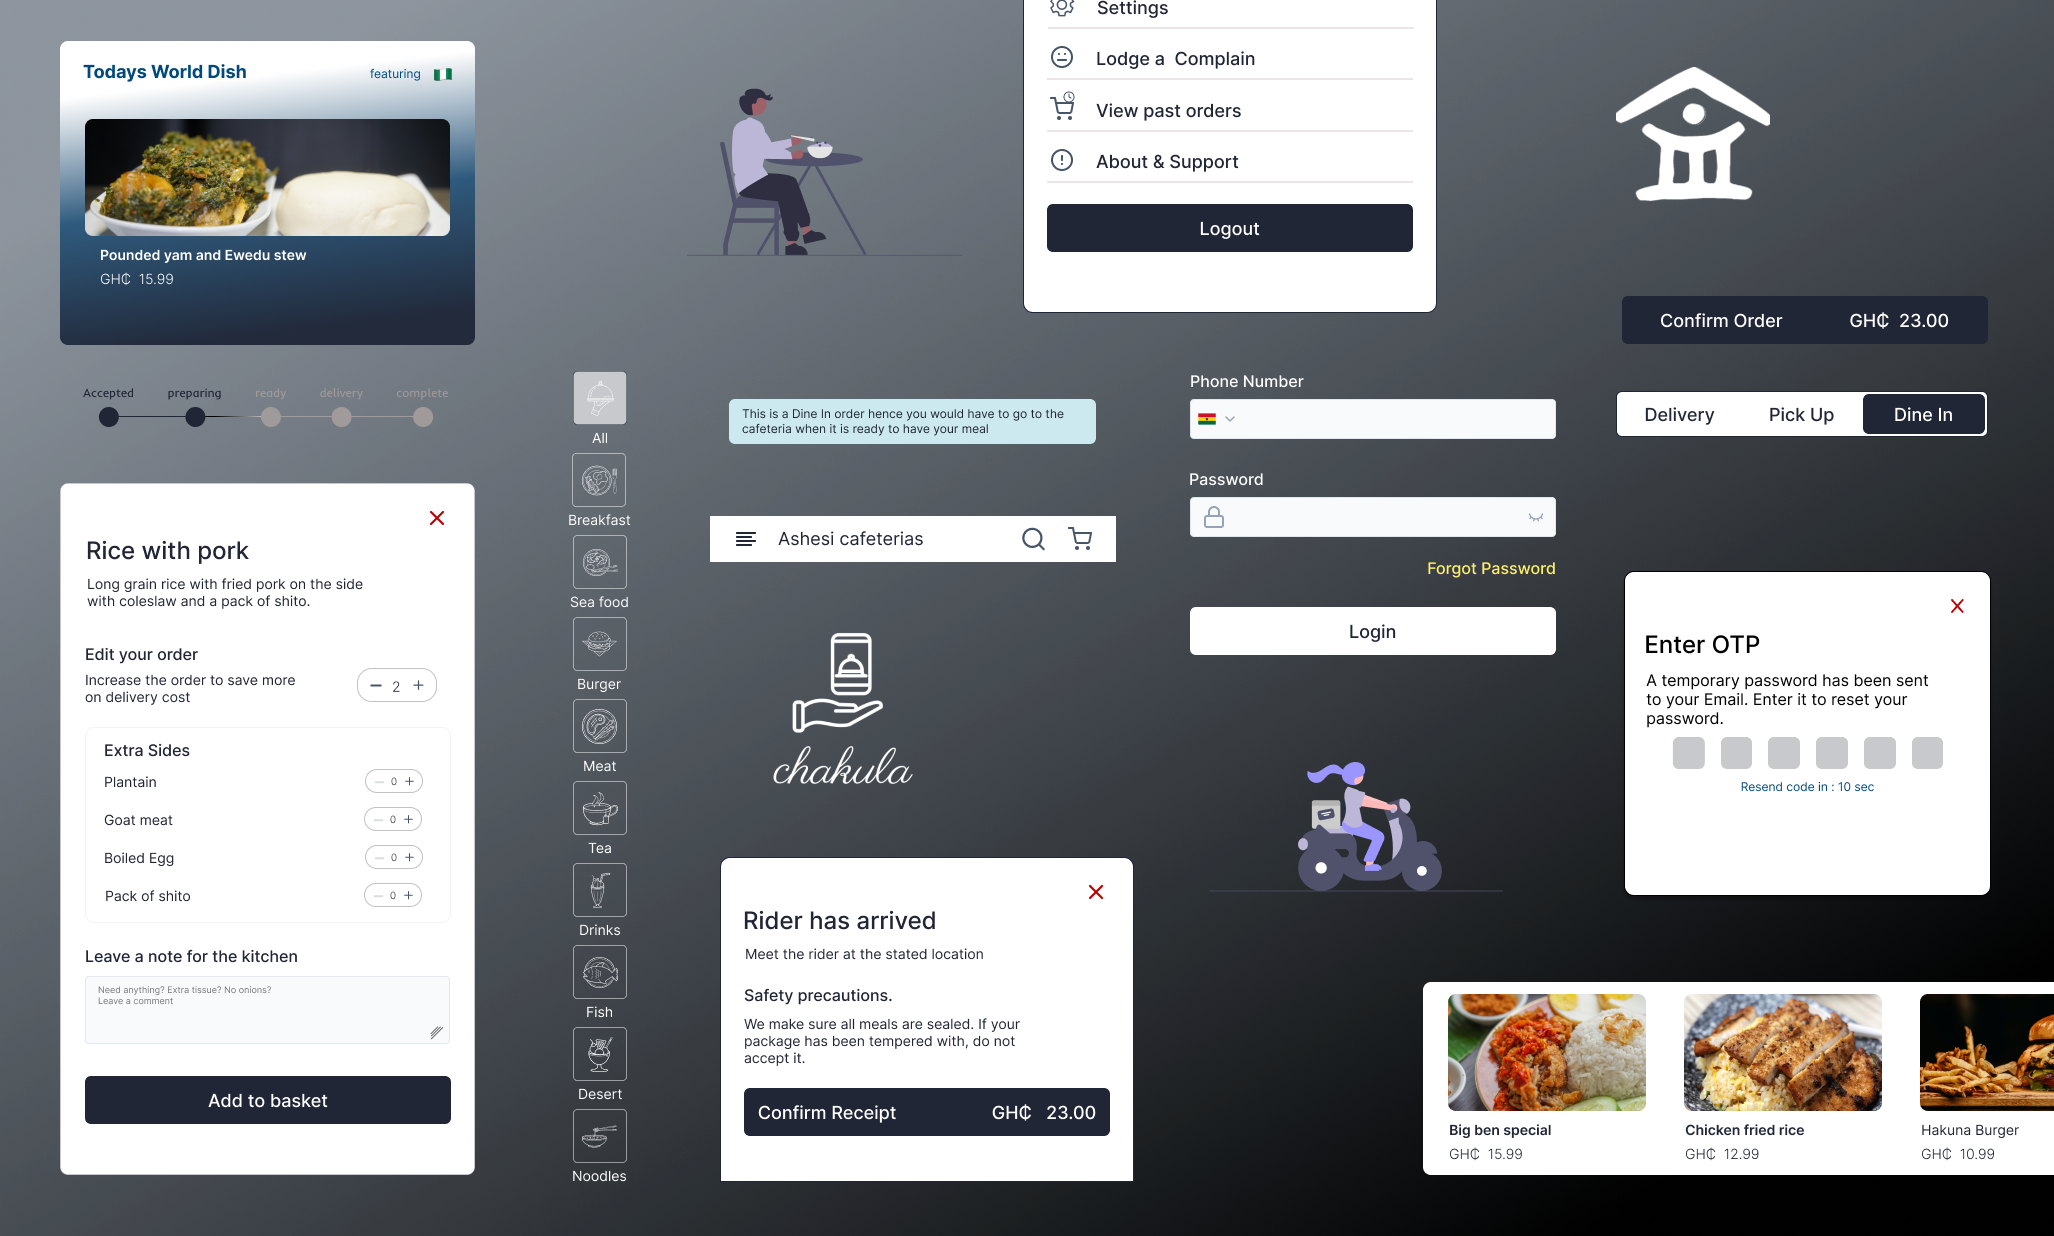 Todays World Dish
featuring
Pounded yam and Ewedu stew
GH₵ 15.99
Accepted
preparing
ready
delivery
complete
Rice with pork
Long grain rice with fried pork on the side
with coleslaw and a pack of shito.
Edit your order
Increase the order to save more
on delivery cost
2
Extra Sides
Plantain
0
Goat meat
0
Boiled Egg
0
Pack of shito
0
Leave a note for the kitchen
Need anything? Extra tissue? No onions?
Leave a comment
Add to basket
All
Breakfast
Sea food
Burger
Meat
Tea
Drinks
Fish
Desert
Noodles
This is a Dine In order hence you would have to go to the
cafeteria when it is ready to have your meal
Ashesi cafeterias
chakula
Rider has arrived
Meet the rider at the stated location
Safety precautions.
We make sure all meals are sealed. If your
package has been tempered with, do not
accept it.
Confirm Receipt GH₵ 23.00
Settings
Lodge a Complain
View past orders
About & Support
Logout
Phone Number
Password
Forgot Password
Login
Confirm Order GH₵ 23.00
Delivery
Pick Up
Dine In
Enter OTP
A temporary password has been sent
to your Email. Enter it to reset your
password.
Resend code in : 10 sec
Big ben special
GH₵ 15.99
Chicken fried rice
GH₵ 12.99
Hakuna Burger
GH₵ 10.99